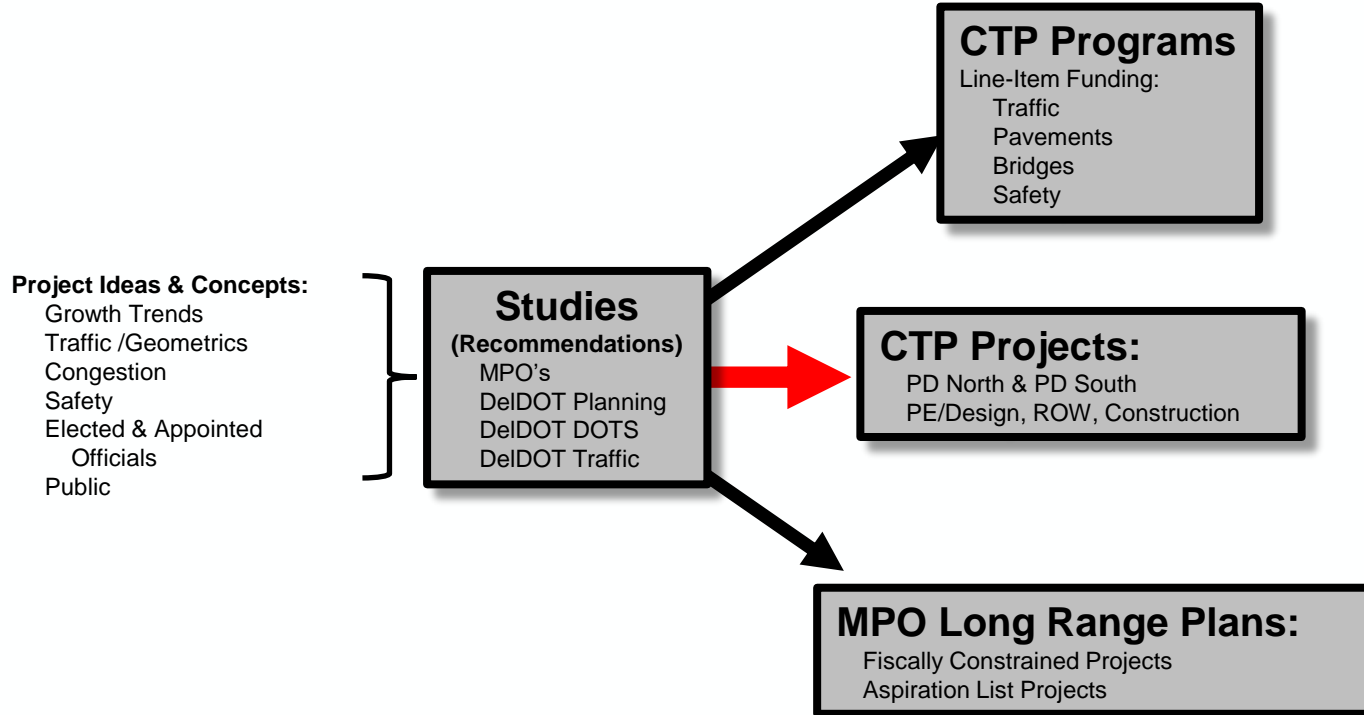 Project Ideas & Concepts:
Growth Trends
Traffic /Geometrics
Congestion
Safety
Elected & Appointed
Officials
Public
Studies
(Recommendations)
MPO's
DelDOT Planning
DelDOT DOTS
DelDOT Traffic
CTP Programs
Line-Item Funding:
Traffic
Pavements
Bridges
Safety
CTP Projects:
PD North & PD South
PE/Design, ROW, Construction
MPO Long Range Plans:
Fiscally Constrained Projects
Aspiration List Projects